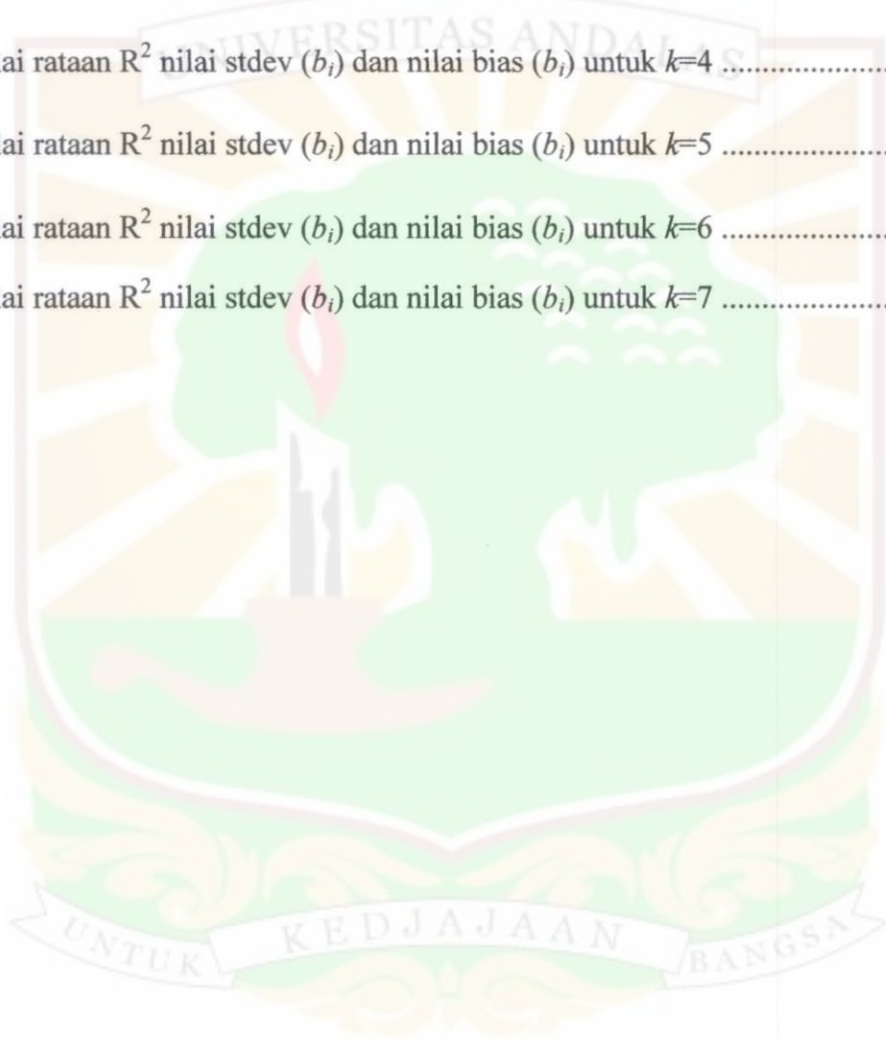 UNIVERSITAS ANDALAS
ai rataan R² nilai stdev (bᵢ) dan nilai bias (bᵢ) untuk k=4 ....................
ai rataan R² nilai stdev (bᵢ) dan nilai bias (bᵢ) untuk k=5 ....................
ai rataan R² nilai stdev (bᵢ) dan nilai bias (bᵢ) untuk k=6 ....................
ai rataan R² nilai stdev (bᵢ) dan nilai bias (bᵢ) untuk k=7 ....................
UNTUK KEDJAJAAN BANGSA